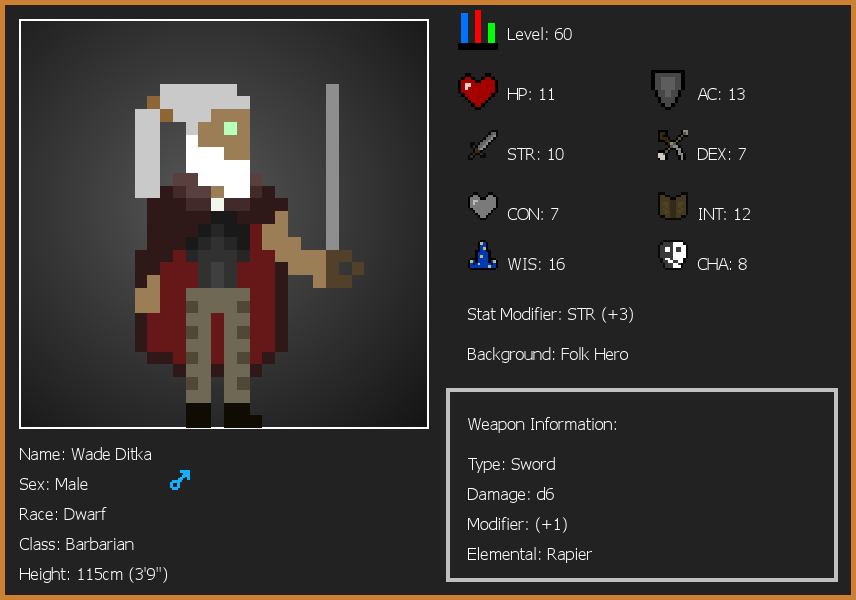 Level: 60
HP: 11
AC: 13
STR: 10
DEX: 7
CON: 7
INT: 12
WIS: 16
CHA: 8
Stat Modifier: STR (+3)
Background: Folk Hero
Weapon Information:
Type: Sword
Damage: d6
Modifier: (+1)
Elemental: Rapier
Name: Wade Ditka
Sex: Male
Race: Dwarf
Class: Barbarian
Height: 115cm (3'9")